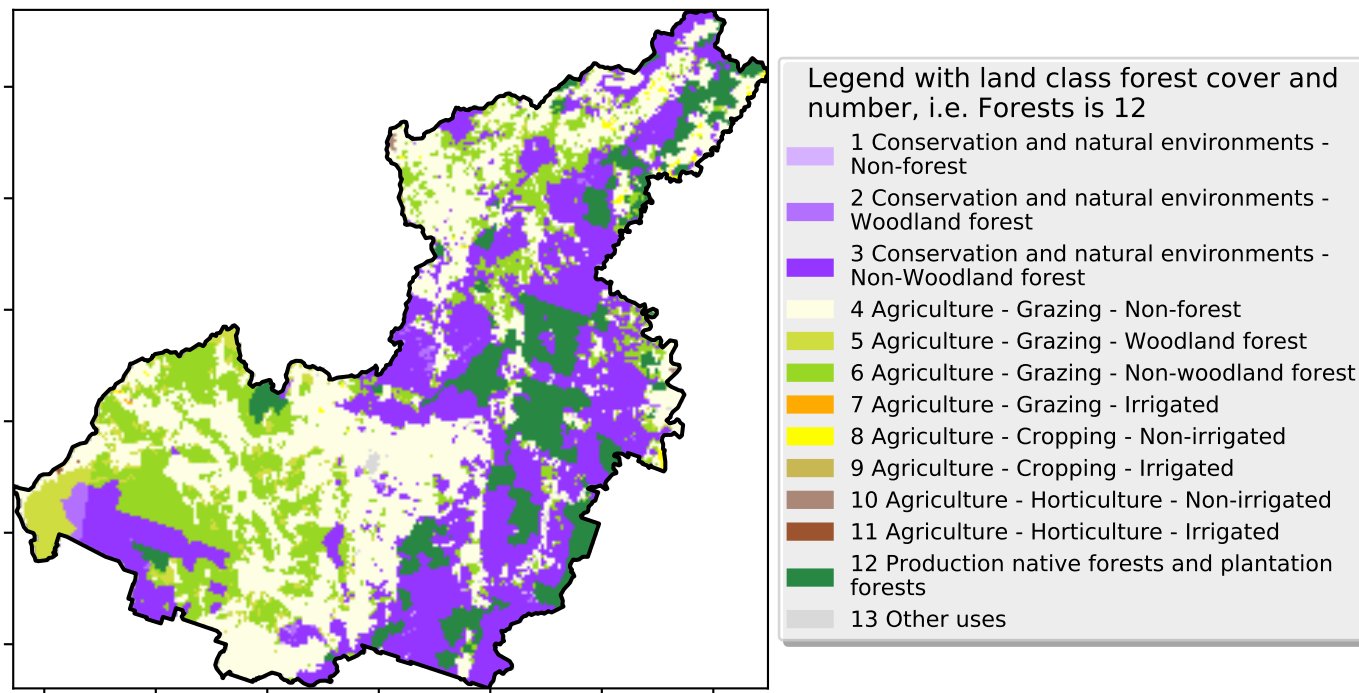 Legend with land class forest cover and
number, i.e. Forests is 12
1 Conservation and natural environments -
Non-forest
2 Conservation and natural environments -
Woodland forest
3 Conservation and natural environments -
Non-Woodland forest
4 Agriculture - Grazing - Non-forest
5 Agriculture - Grazing - Woodland forest
6 Agriculture - Grazing - Non-woodland forest
7 Agriculture - Grazing - Irrigated
8 Agriculture - Cropping - Non-irrigated
9 Agriculture - Cropping - Irrigated
10 Agriculture - Horticulture - Non-irrigated
11 Agriculture - Horticulture - Irrigated
12 Production native forests and plantation
forests
13 Other uses